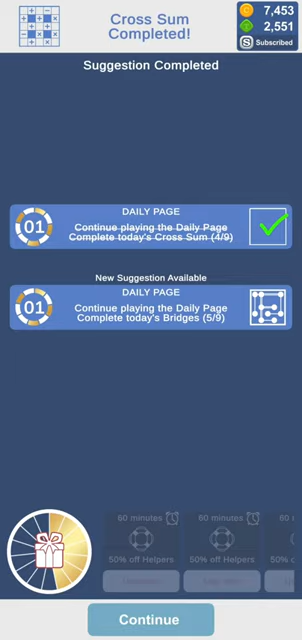 Cross Sum
Completed!
7,453
2,551
S Subscribed
Suggestion Completed
DAILY PAGE
01
Continue playing the Daily Page
Complete today's Cross Sum (4/9)
New Suggestion Available
DAILY PAGE
01
Continue playing the Daily Page
Complete today's Bridges (5/9)
60 minutes
60 minutes
6
50% off Helpers
50% off Helpers
50% o
Continue